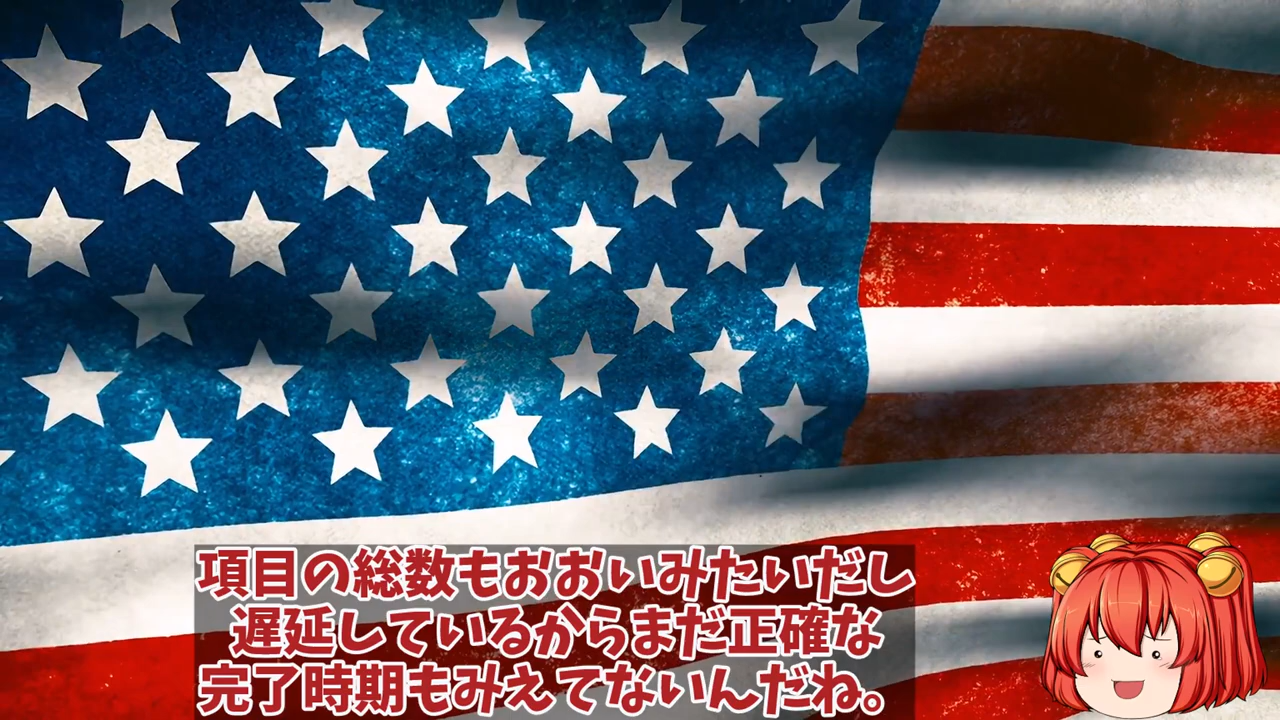 項目の総数もおおいみたいだし
遅延しているからまだ正確な
完了時期もみえてないんだね。